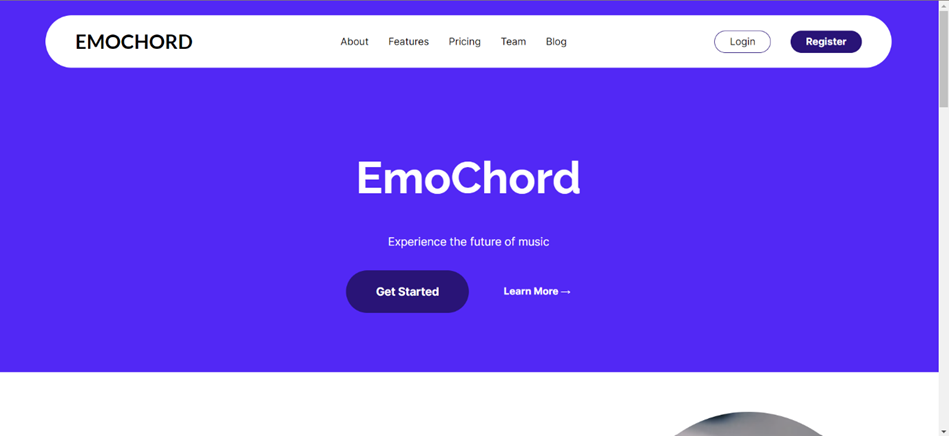 EMOCHORD
About Features Pricing Team Blog
Login Register
EmoChord
Experience the future of music
Get Started Learn More →